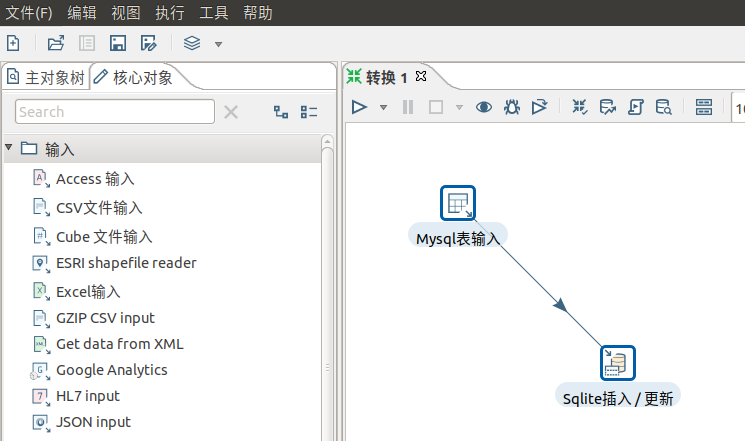 文件(F) 编辑 视图 执行 工具 帮助
主对象树 核心对象
Search
输入
Access 输入
CSV文件输入
Cube 文件输入
ESRI shapefile reader
Excel输入
GZIP CSV input
Get data from XML
Google Analytics
HL7 input
JSON input
转换 1
10
Mysql表输入
Sqlite插入 / 更新